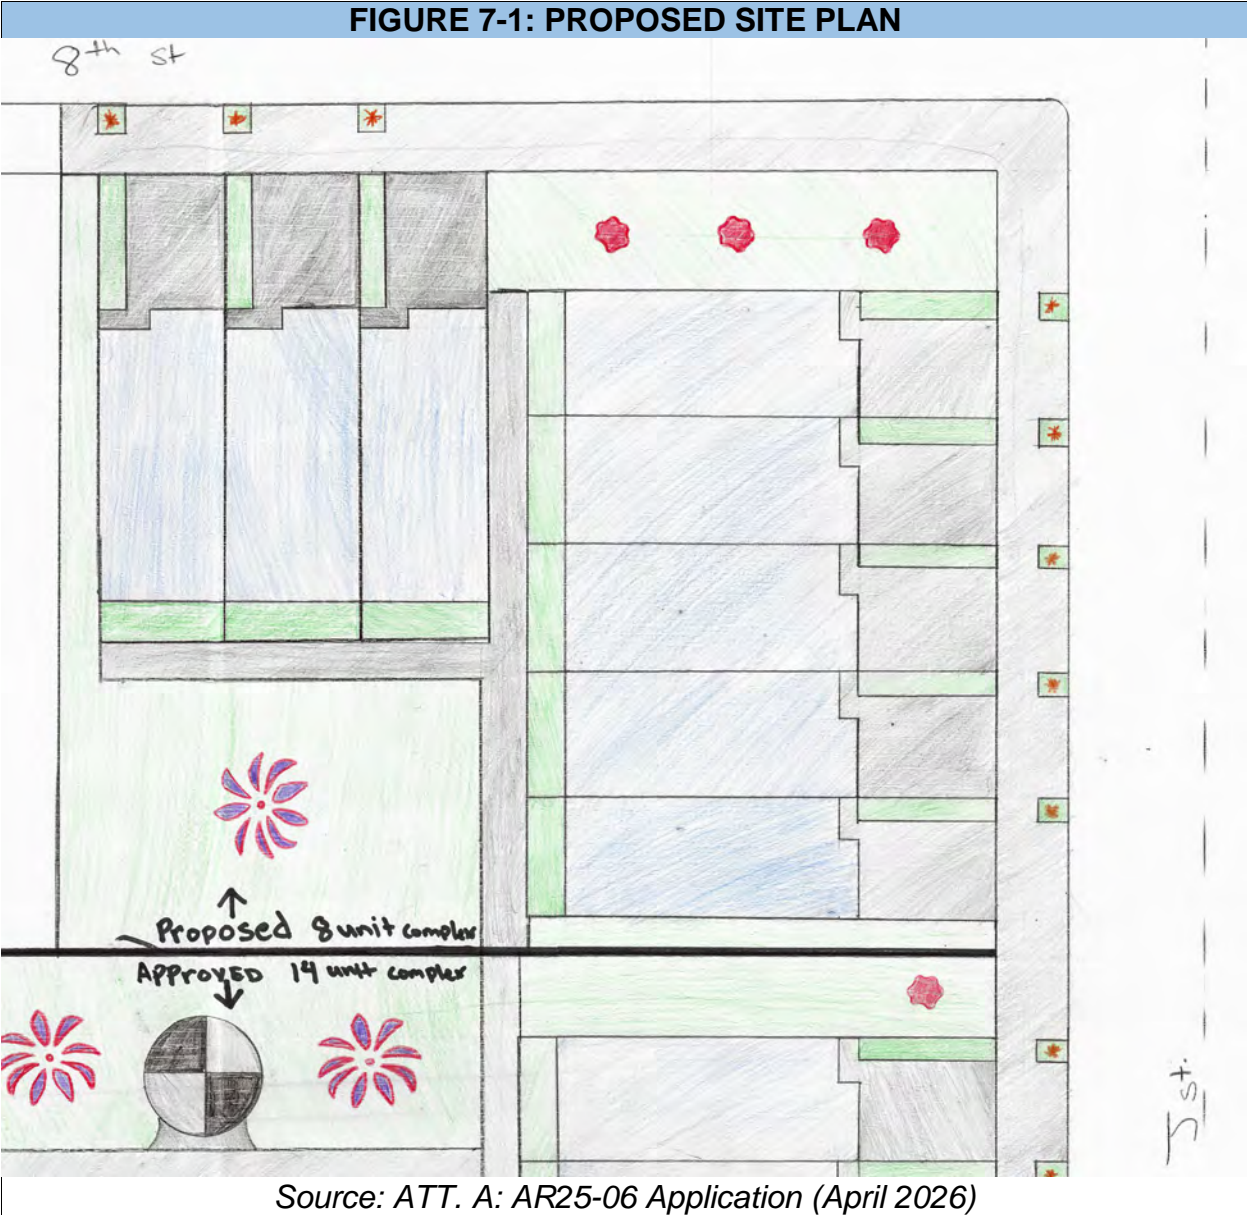 FIGURE 7-1: PROPOSED SITE PLAN
8th St
Proposed 8 unit complex
APPROVED 14 unit complex
J St.
Source: ATT. A: AR25-06 Application (April 2026)